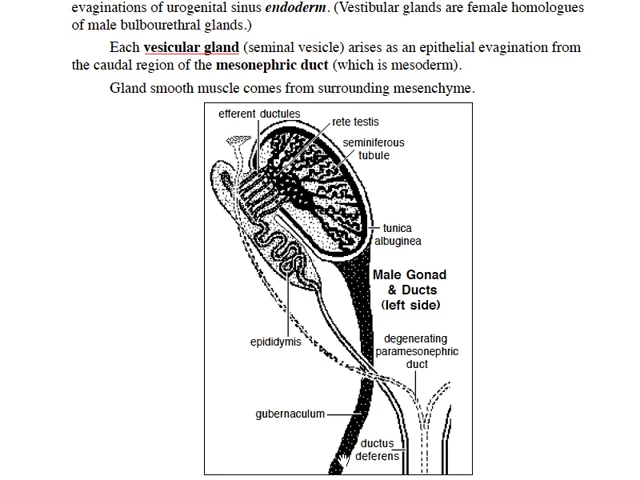 evaginations of urogenital sinus endoderm. (Vestibular glands are female homologues
of male bulbourethral glands.)
Each vesicular gland (seminal vesicle) arises as an epithelial evagination from
the caudal region of the mesonephric duct (which is mesoderm).
Gland smooth muscle comes from surrounding mesenchyme.
efferent ductules
rete testis
seminiferous
tubule
tunica
albuginea
Male Gonad
& Ducts
(left side)
epididymis
degenerating
paramesonephric
duct
gubernaculum
ductus
deferens